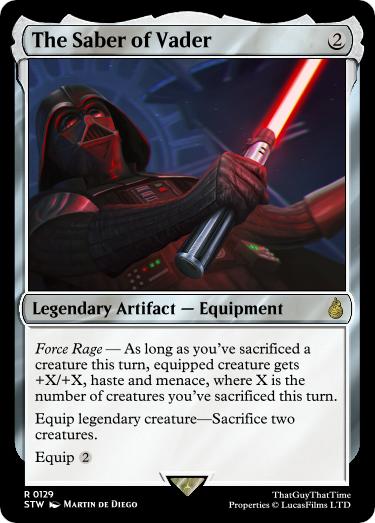 The Saber of Vader 2
Legendary Artifact — Equipment
Force Rage — As long as you've sacrificed a
creature this turn, equipped creature gets
+X/+X, haste and menace, where X is the
number of creatures you've sacrificed this turn.
Equip legendary creature—Sacrifice two
creatures.
Equip 2
R 0129
STW Martin de Diego
ThatGuyThatTime
Properties © LucasFilms LTD